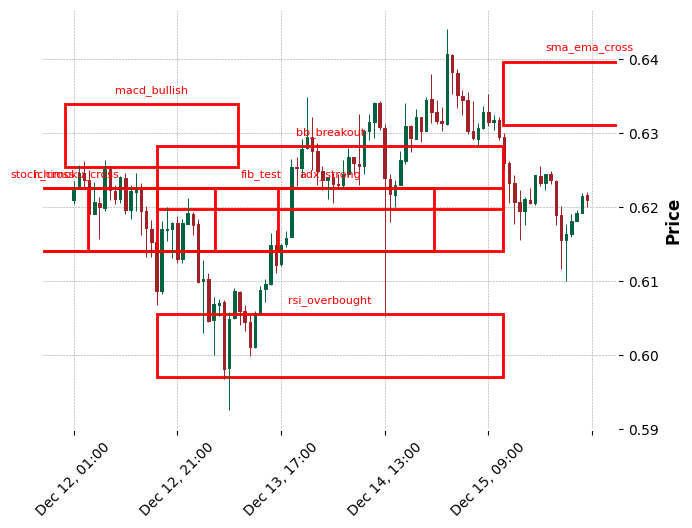 sma_ema_cross
0.64
macd_bullish
bb_breakout
0.63
fib_test
adx_strong
0.62
Price
0.61
rsi_overbought
0.60
0.59
Dec 12, 01:00
Dec 12, 21:00
Dec 13, 17:00
Dec 14, 13:00
Dec 15, 09:00